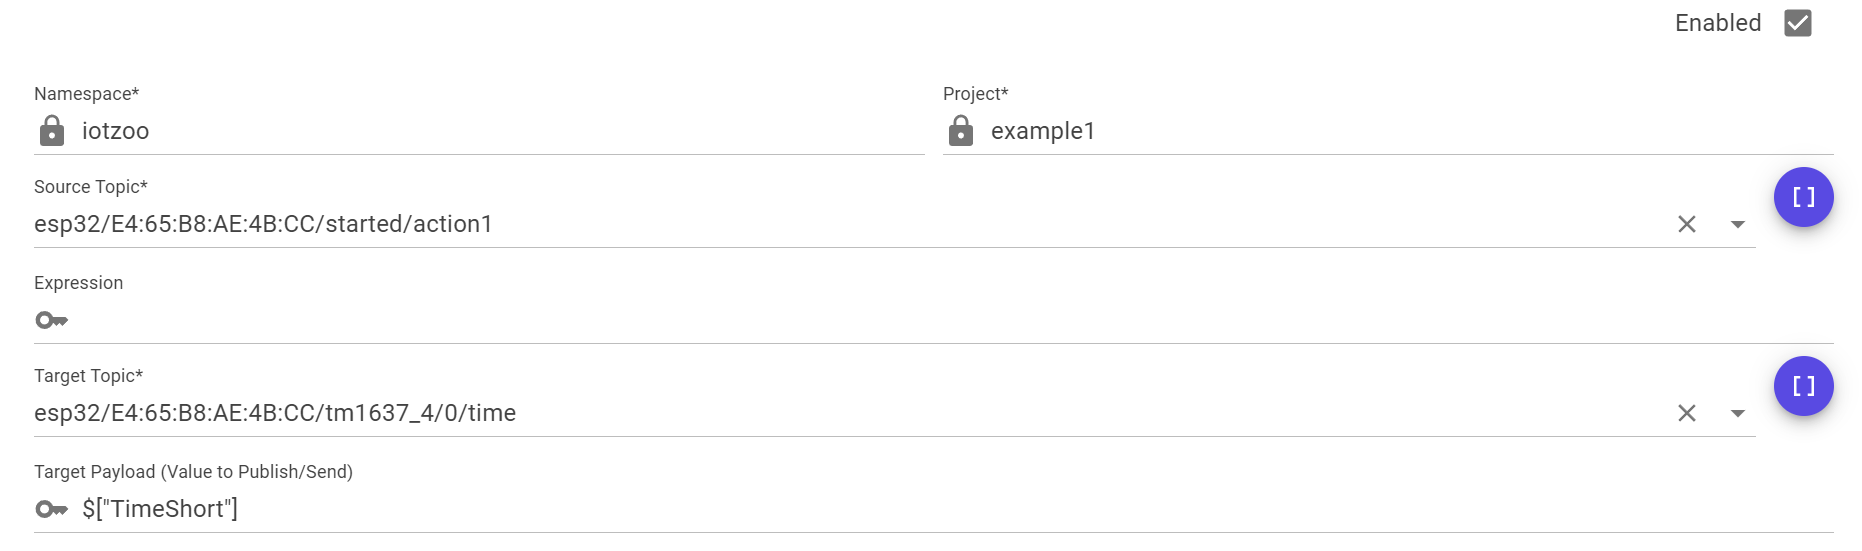 Enabled
Namespace* Project*
iotzoo example1
Source Topic*
esp32/E4:65:B8:AE:4B:CC/started/action1
Expression
Target Topic*
esp32/E4:65:B8:AE:4B:CC/tm1637_4/0/time
Target Payload (Value to Publish/Send)
$["TimeShort"]